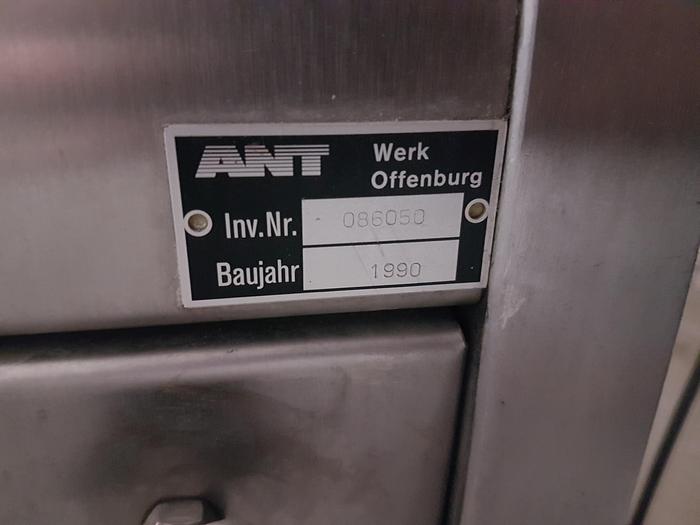 ANT Werk
Offenburg
Inv.Nr. 086050
Baujahr 1990